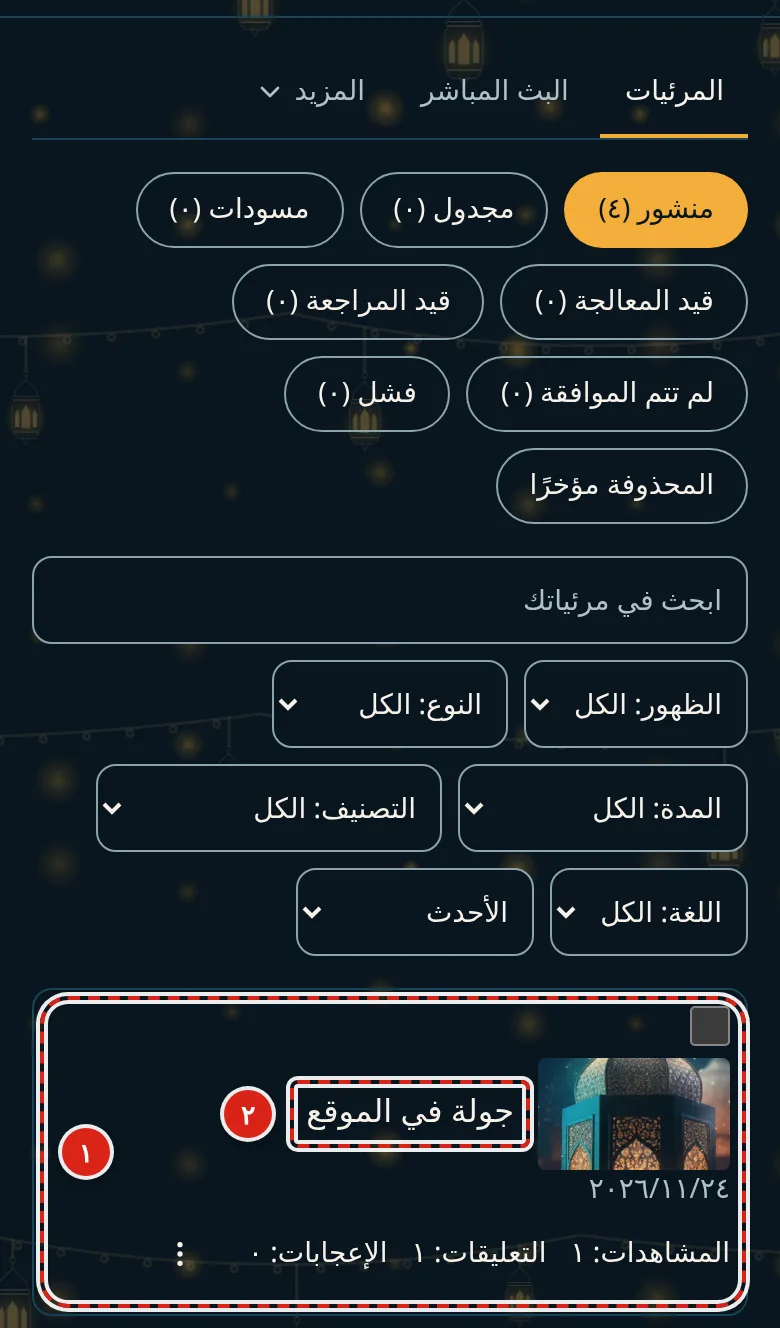 المرئيات البث المباشر المزيد
منشور (٤) مجدول (٠) مسودات (٠)
قيد المعالجة (٠) قيد المراجعة (٠)
لم تتم الموافقة (٠) فشل (٠)
المحذوفة مؤخرًا
ابحث في مرئياتك
الظهور: الكل النوع: الكل
المدة: الكل التصنيف: الكل
اللغة: الكل الأحدث
جولة في الموقع ٢
١
٢٠٢٦/١١/٢٤
المشاهدات: ١ التعليقات: ١ الإعجابات: ٠